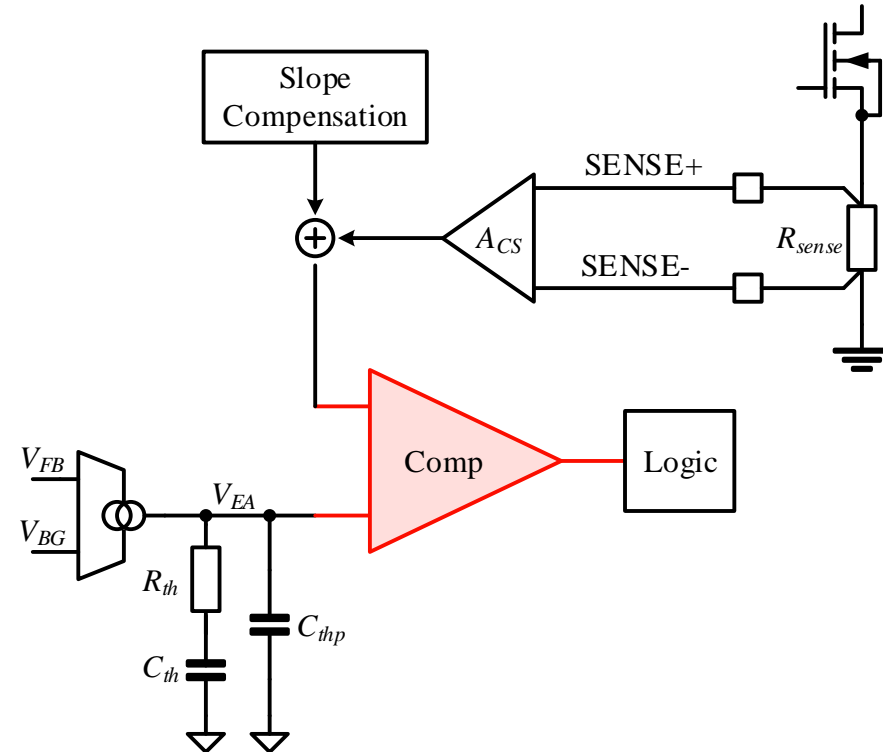 Slope
Compensation
SENSE+
A_CS
R_sense
SENSE-
Comp
Logic
V_FB
V_EA
V_BG
R_th
C_thp
C_th